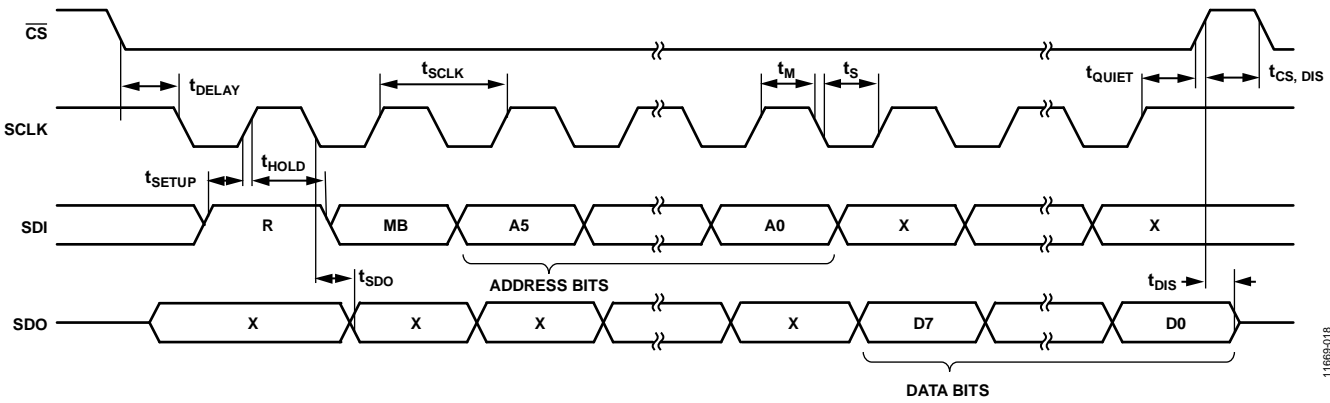 CS
tDELAY
tSCLK
tM
tS
tQUIET
tCS, DIS
SCLK
tSETUP
tHOLD
SDI
R
MB
A5
A0
X
X
tSDO
ADDRESS BITS
tDIS
SDO
X
X
X
X
D7
D0
DATA BITS
11669-018